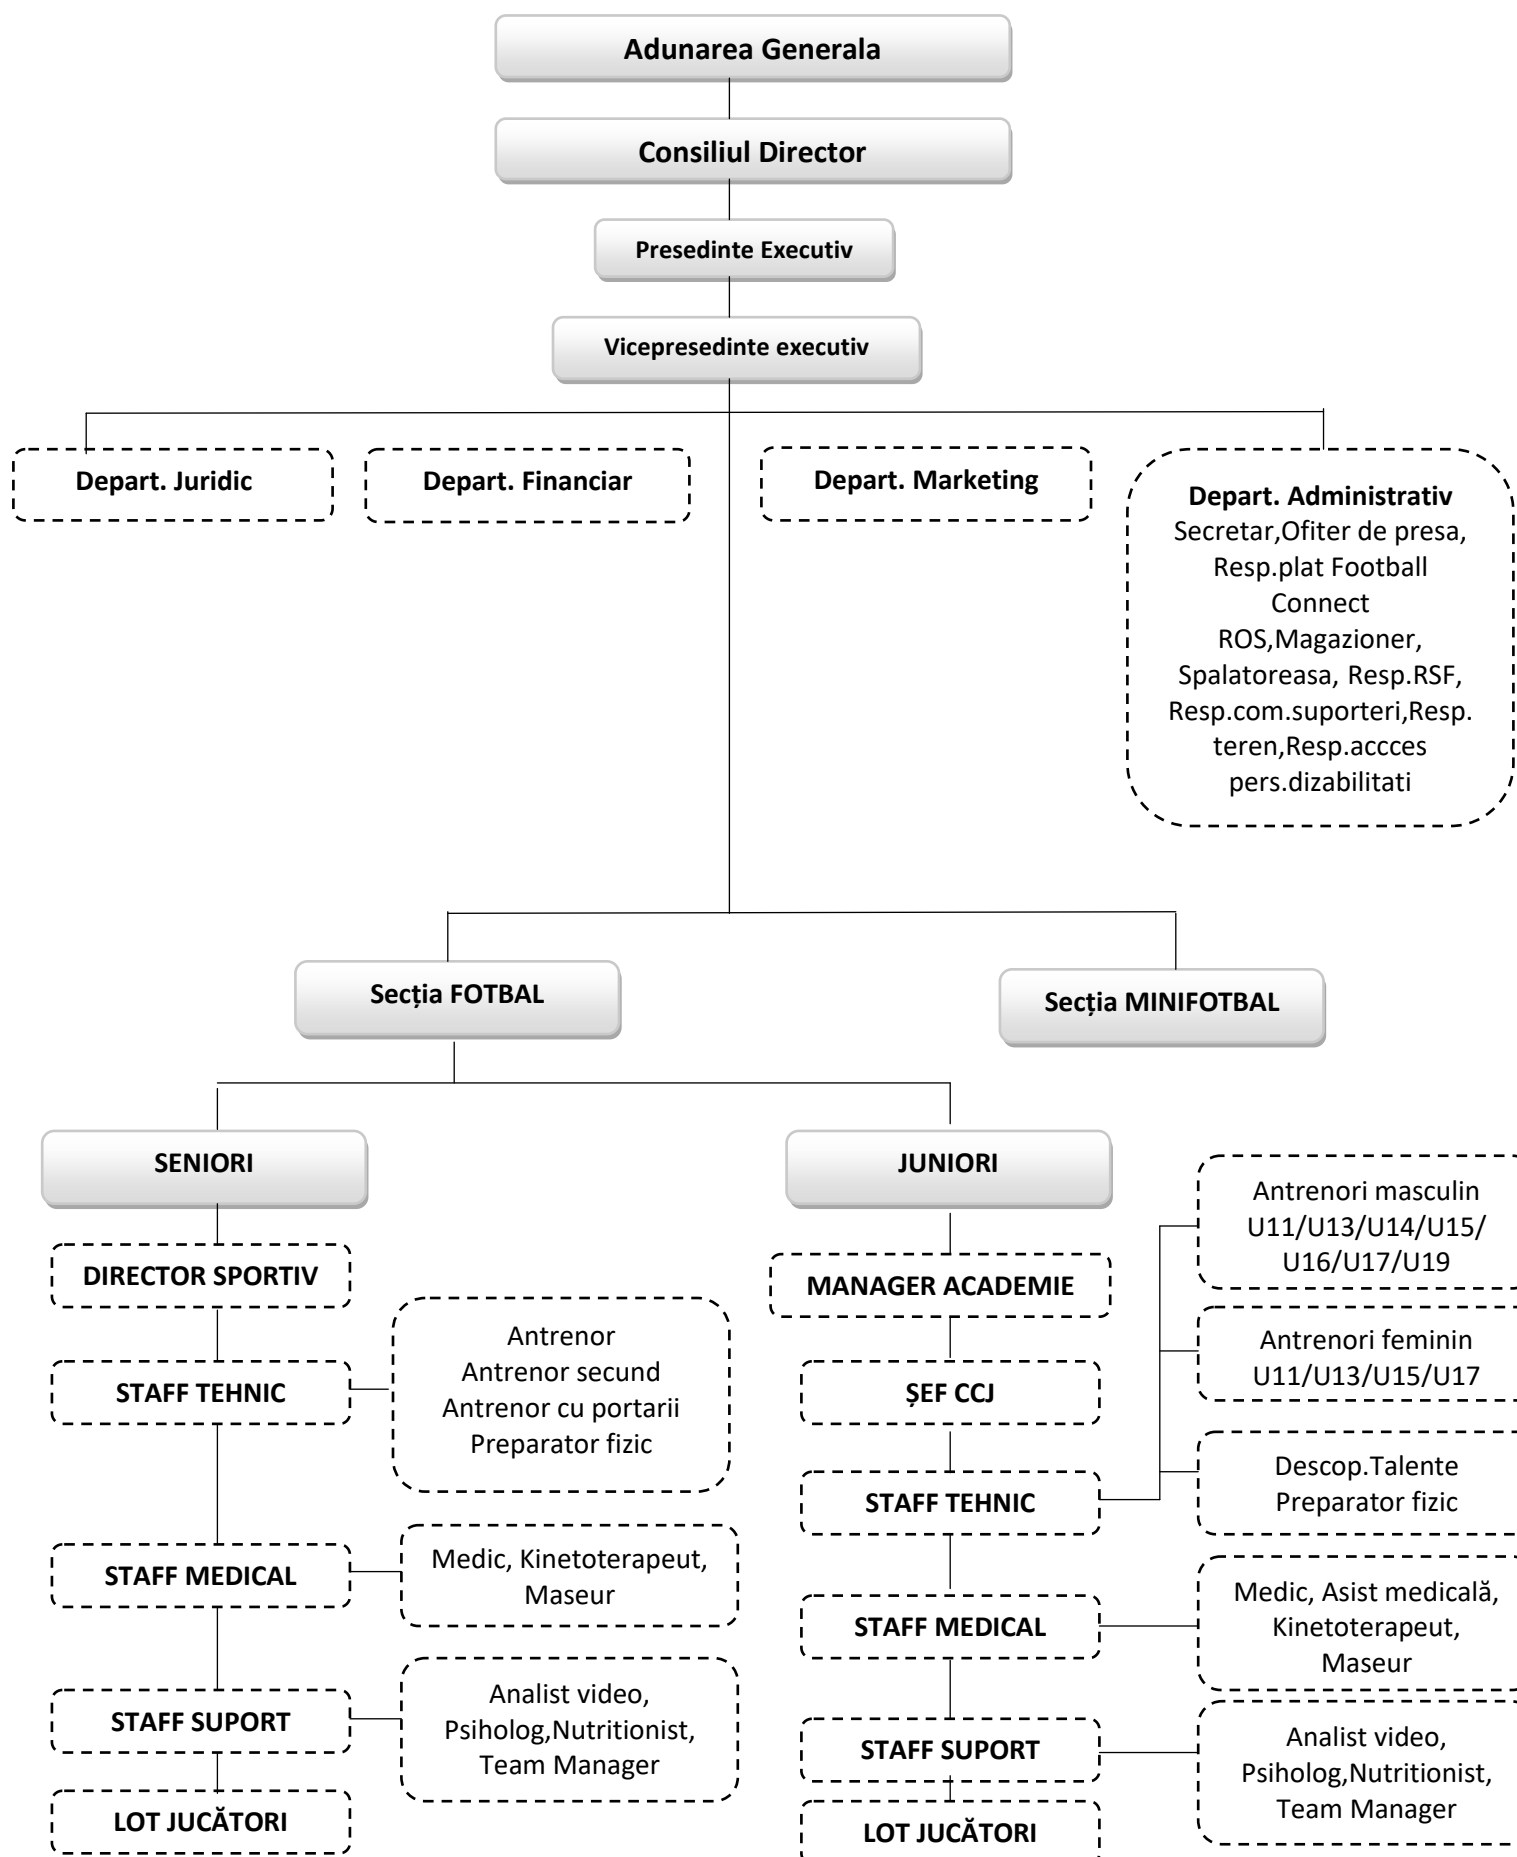 Adunarea Generala
Consiliul Director
Presedinte Executiv
Vicepresedinte executiv
Depart. Juridic
Depart. Financiar
Depart. Marketing
Depart. Administrativ
Secretar,Ofiter de presa,
Resp.plat Football
Connect
ROS,Magazioner,
Spalatoreasa, Resp.RSF,
Resp.com.suporteri,Resp.
teren,Resp.accces
pers.dizabilitati
Secția FOTBAL
Secția MINIFOTBAL
SENIORI
DIRECTOR SPORTIV
STAFF TEHNIC
Antrenor
Antrenor secund
Antrenor cu portarii
Preparator fizic
STAFF MEDICAL
Medic, Kinetoterapeut,
Maseur
STAFF SUPORT
Analist video,
Psiholog,Nutritionist,
Team Manager
LOT JUCĂTORI
JUNIORI
MANAGER ACADEMIE
ȘEF CCJ
STAFF TEHNIC
Antrenori masculin
U11/U13/U14/U15/
U16/U17/U19
Antrenori feminin
U11/U13/U15/U17
Descop.Talente
Preparator fizic
STAFF MEDICAL
Medic, Asist medicală,
Kinetoterapeut,
Maseur
STAFF SUPORT
Analist video,
Psiholog,Nutritionist,
Team Manager
LOT JUCĂTORI